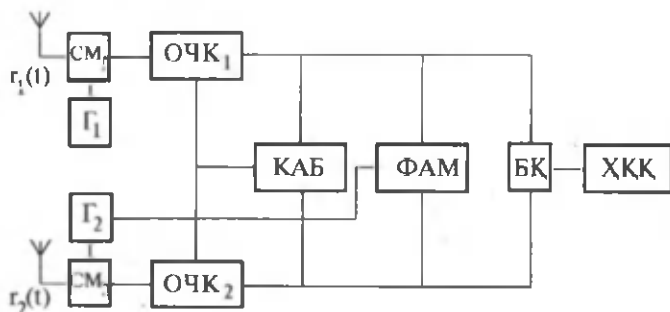 СМ
ОЧК₁
r₁(t)
Г₁
КАБ
ФАМ
БҚ
ҲҚҚ
Г₂
СМ
ОЧК₂
r₂(t)